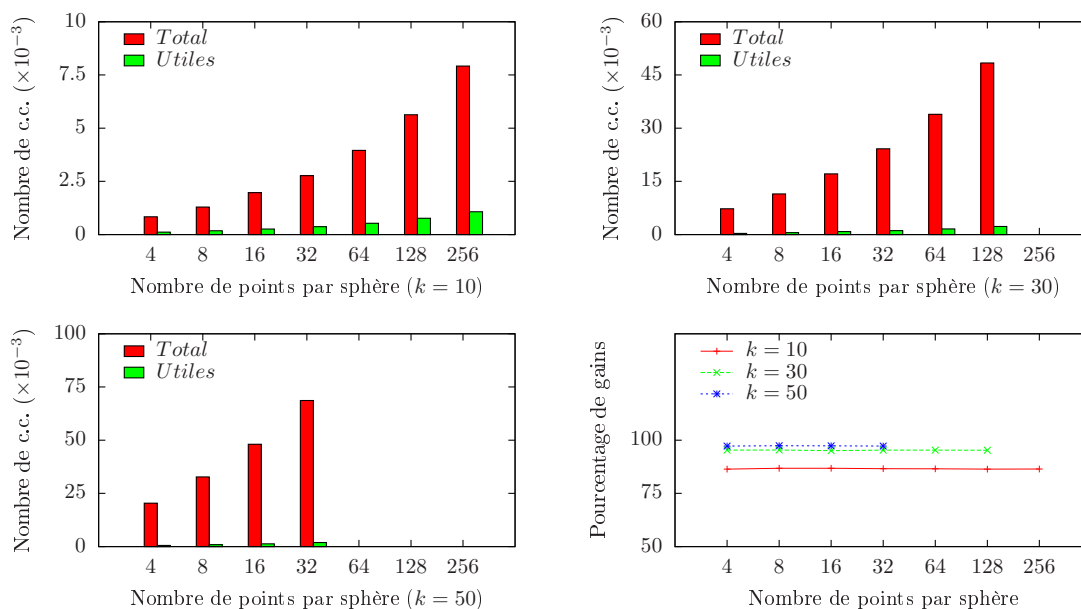 Nombre de c.c. (×10⁻³)
10
7.5
5
2.5
0
Total
Utiles
4 8 16 32 64 128 256
Nombre de points par sphère (k = 10)
Nombre de c.c. (×10⁻³)
60
45
30
15
0
Total
Utiles
4 8 16 32 64 128 256
Nombre de points par sphère (k = 30)
Nombre de c.c. (×10⁻³)
100
75
50
25
0
Total
Utiles
4 8 16 32 64 128 256
Nombre de points par sphère (k = 50)
Pourcentage de gains
100
75
50
k = 10
k = 30
k = 50
4 8 16 32 64 128 256
Nombre de points par sphère